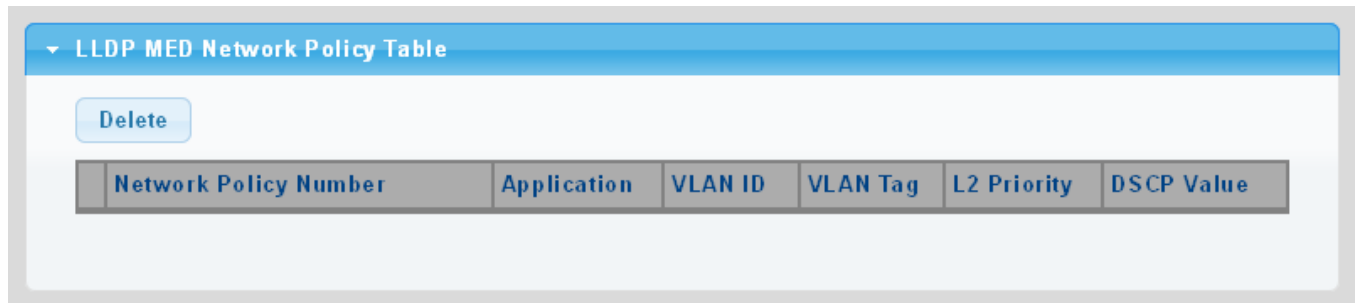 LLDP MED Network Policy Table
Delete
Network Policy Number Application VLAN ID VLAN Tag L2 Priority DSCP Value